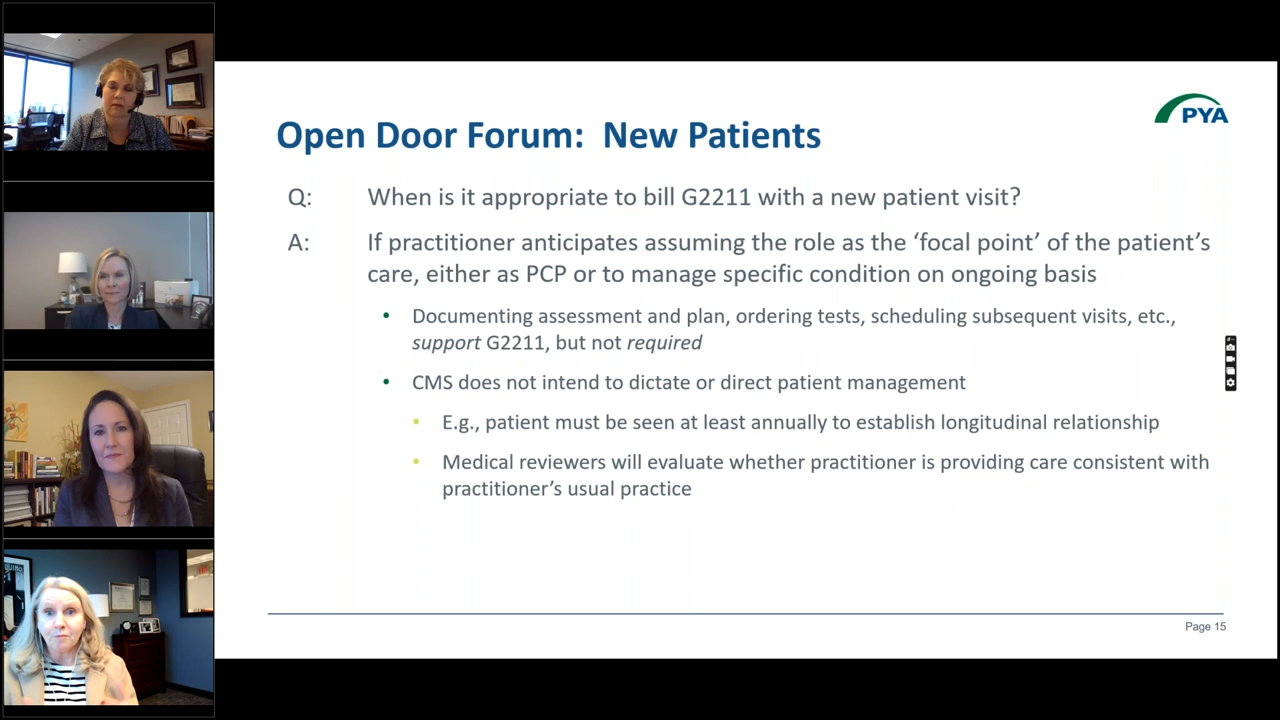 PYA
Open Door Forum: New Patients
Q: When is it appropriate to bill G2211 with a new patient visit?
A: If practitioner anticipates assuming the role as the ‘focal point’ of the patient’s
care, either as PCP or to manage specific condition on ongoing basis
• Documenting assessment and plan, ordering tests, scheduling subsequent visits, etc.,
support G2211, but not required
• CMS does not intend to dictate or direct patient management
• E.g., patient must be seen at least annually to establish longitudinal relationship
• Medical reviewers will evaluate whether practitioner is providing care consistent with
practitioner’s usual practice
Page 15